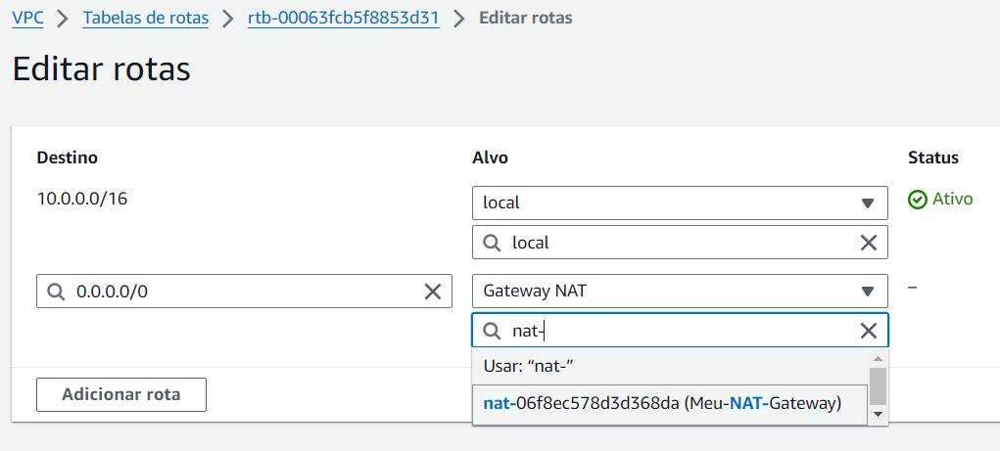 VPC > Tabelas de rotas > rtb-00063fcb5f8853d31 > Editar rotas
Editar rotas
Destino Alvo Status
10.0.0.0/16 local Ativo
local
0.0.0.0/0 Gateway NAT –
nat-
Usar: “nat-”
nat-06f8ec578d3d368da (Meu-NAT-Gateway)
Adicionar rota